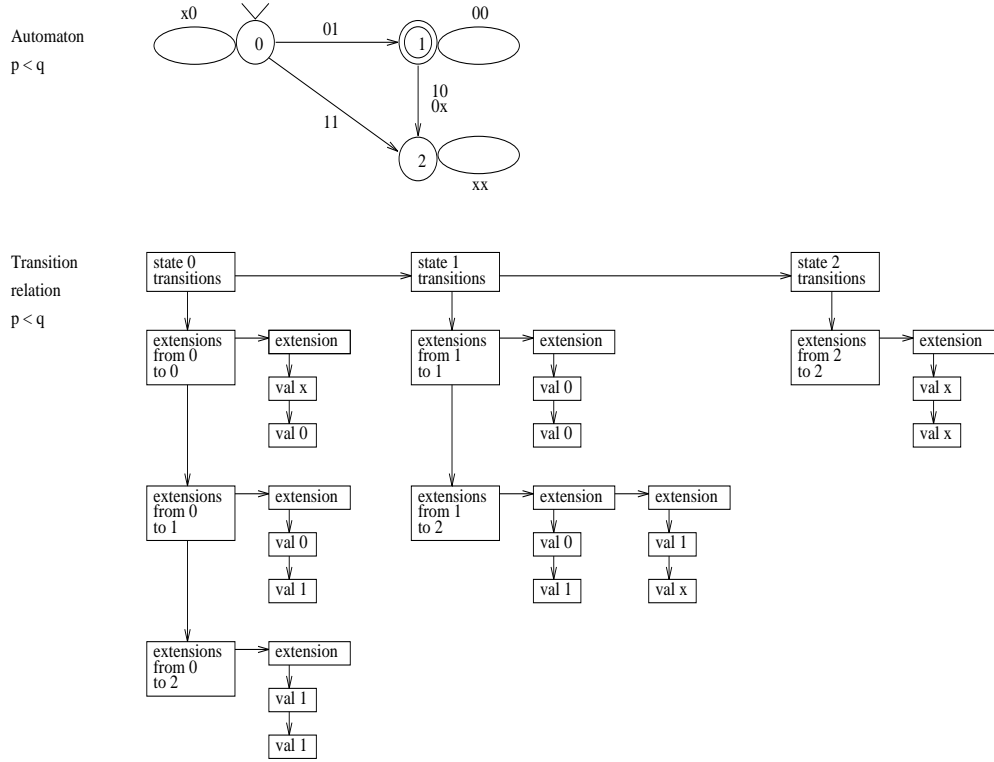 Automaton
p < q
x0
0
01
1
00
11
10
0x
2
xx
Transition
relation
p < q
state 0
transitions
state 1
transitions
state 2
transitions
extensions
from 0
to 0
extension
val x
val 0
extensions
from 1
to 1
extension
val 0
val 0
extensions
from 2
to 2
extension
val x
val x
extensions
from 0
to 1
extension
val 0
val 1
extensions
from 1
to 2
extension
val 0
val 1
extension
val 1
val x
extensions
from 0
to 2
extension
val 1
val 1